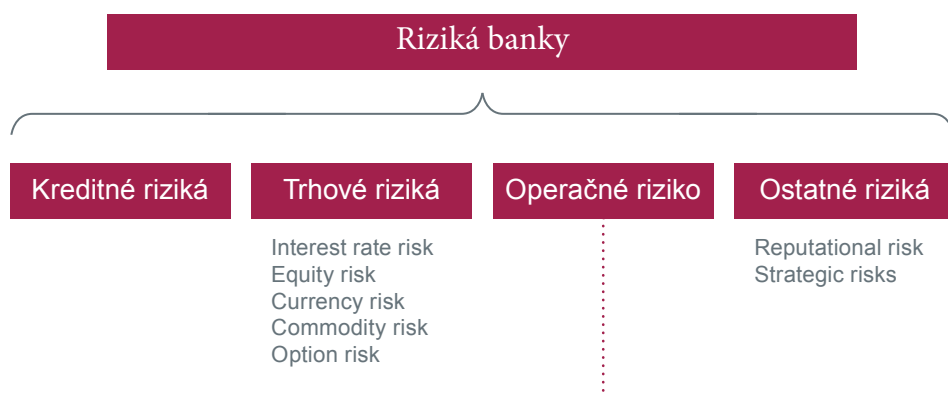 Riziká banky
Kreditné riziká
Trhové riziká
Operačné riziko
Ostatné riziká
Interest rate risk
Equity risk
Currency risk
Commodity risk
Option risk
Reputational risk
Strategic risks